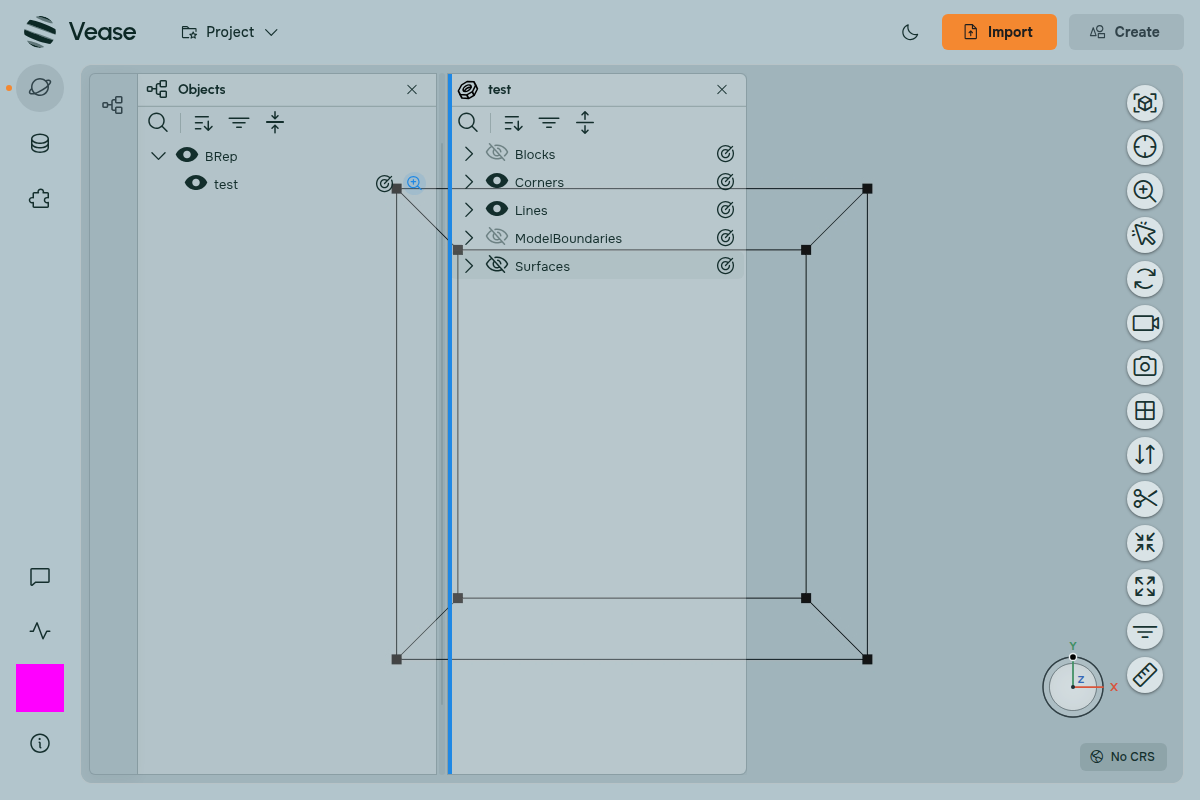 Vease
Project
Import
Create
Objects
test
BRep
test
Blocks
Corners
Lines
ModelBoundaries
Surfaces
Y
Z
X
No CRS